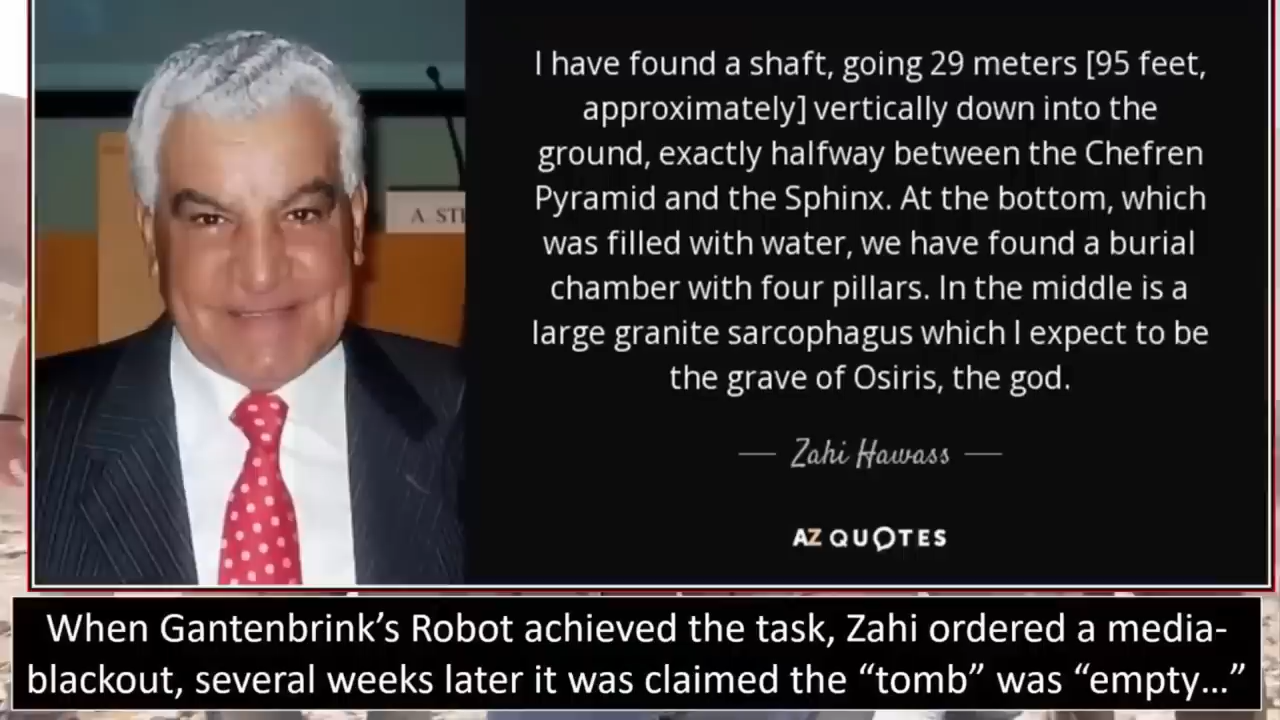 A STE
I have found a shaft, going 29 meters [95 feet,
approximately] vertically down into the
ground, exactly halfway between the Chefren
Pyramid and the Sphinx. At the bottom, which
was filled with water, we have found a burial
chamber with four pillars. In the middle is a
large granite sarcophagus which I expect to be
the grave of Osiris, the god.
Zahi Hawass
AZ QUOTES
When Gantenbrink’s Robot achieved the task, Zahi ordered a media-
blackout, several weeks later it was claimed the “tomb” was “empty...”